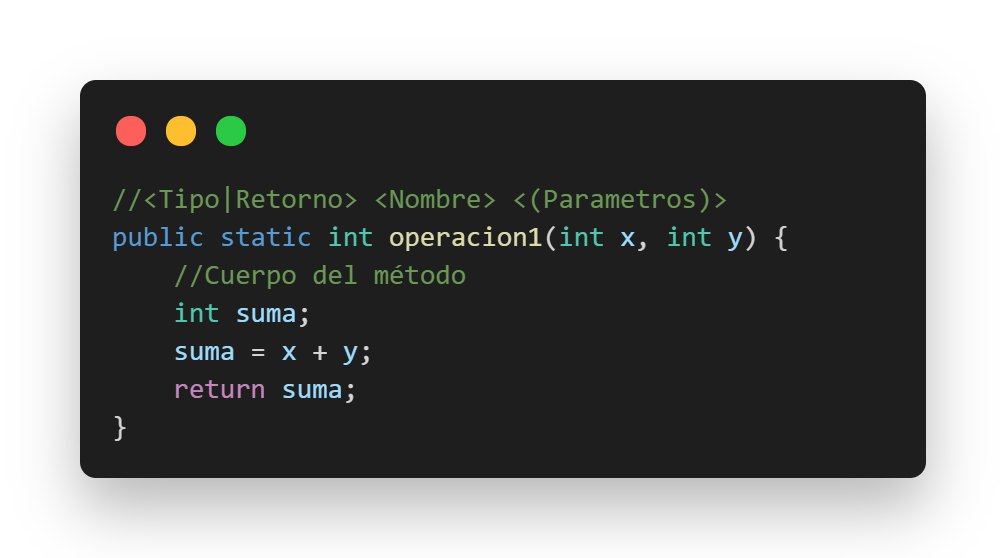 //<Tipo|Retorno> <Nombre> <(Parametros)>
public static int operacion1(int x, int y) {
    //Cuerpo del método
    int suma;
    suma = x + y;
    return suma;
}